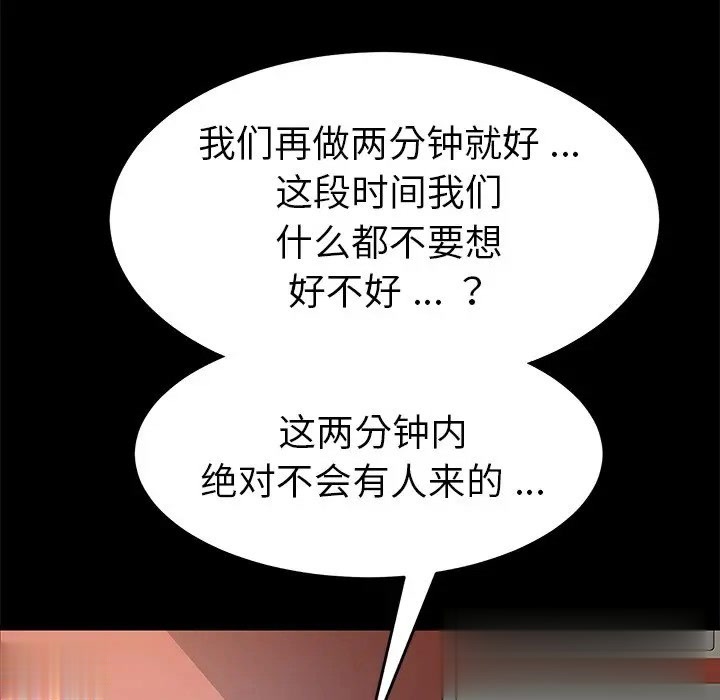 我们再做两分钟就好...
这段时间我们
什么都不要想
好不好...？
这两分钟内
绝对不会有人来的...